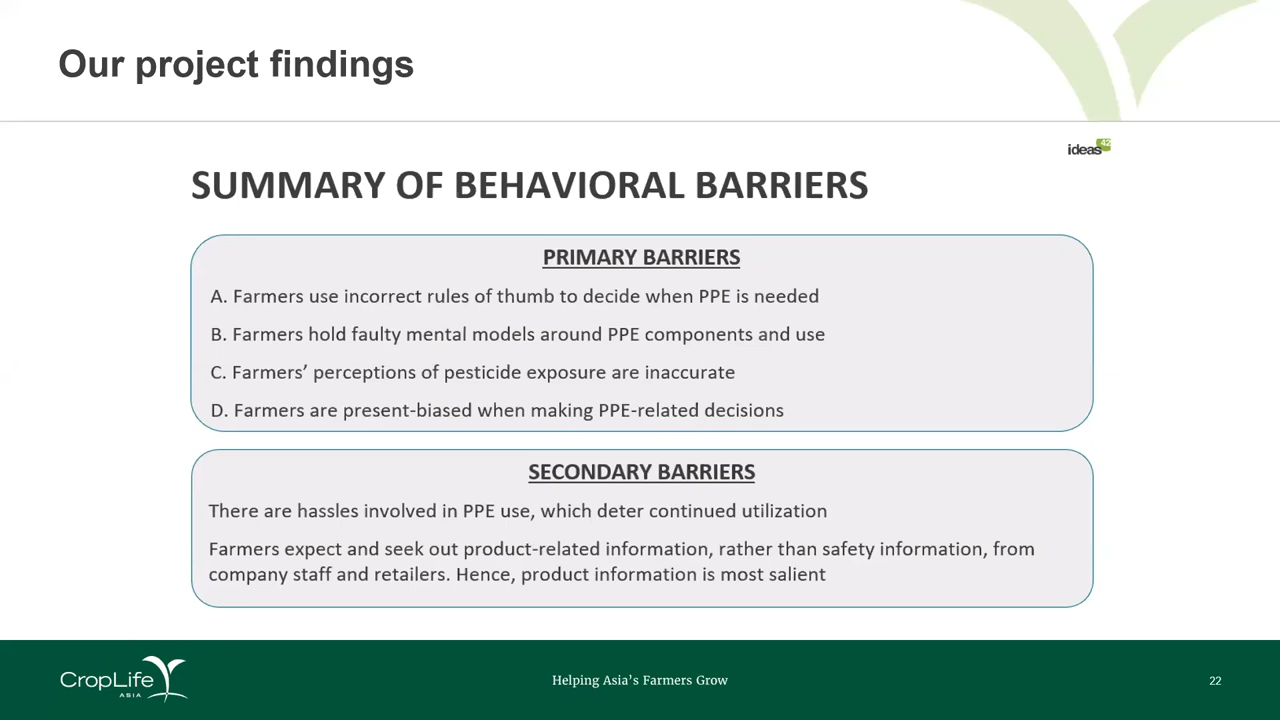 Our project findings
ideas42
SUMMARY OF BEHAVIORAL BARRIERS
PRIMARY BARRIERS
A. Farmers use incorrect rules of thumb to decide when PPE is needed
B. Farmers hold faulty mental models around PPE components and use
C. Farmers’ perceptions of pesticide exposure are inaccurate
D. Farmers are present-biased when making PPE-related decisions
SECONDARY BARRIERS
There are hassles involved in PPE use, which deter continued utilization
Farmers expect and seek out product-related information, rather than safety information, from
company staff and retailers. Hence, product information is most salient
CropLife
ASIA
Helping Asia’s Farmers Grow
22